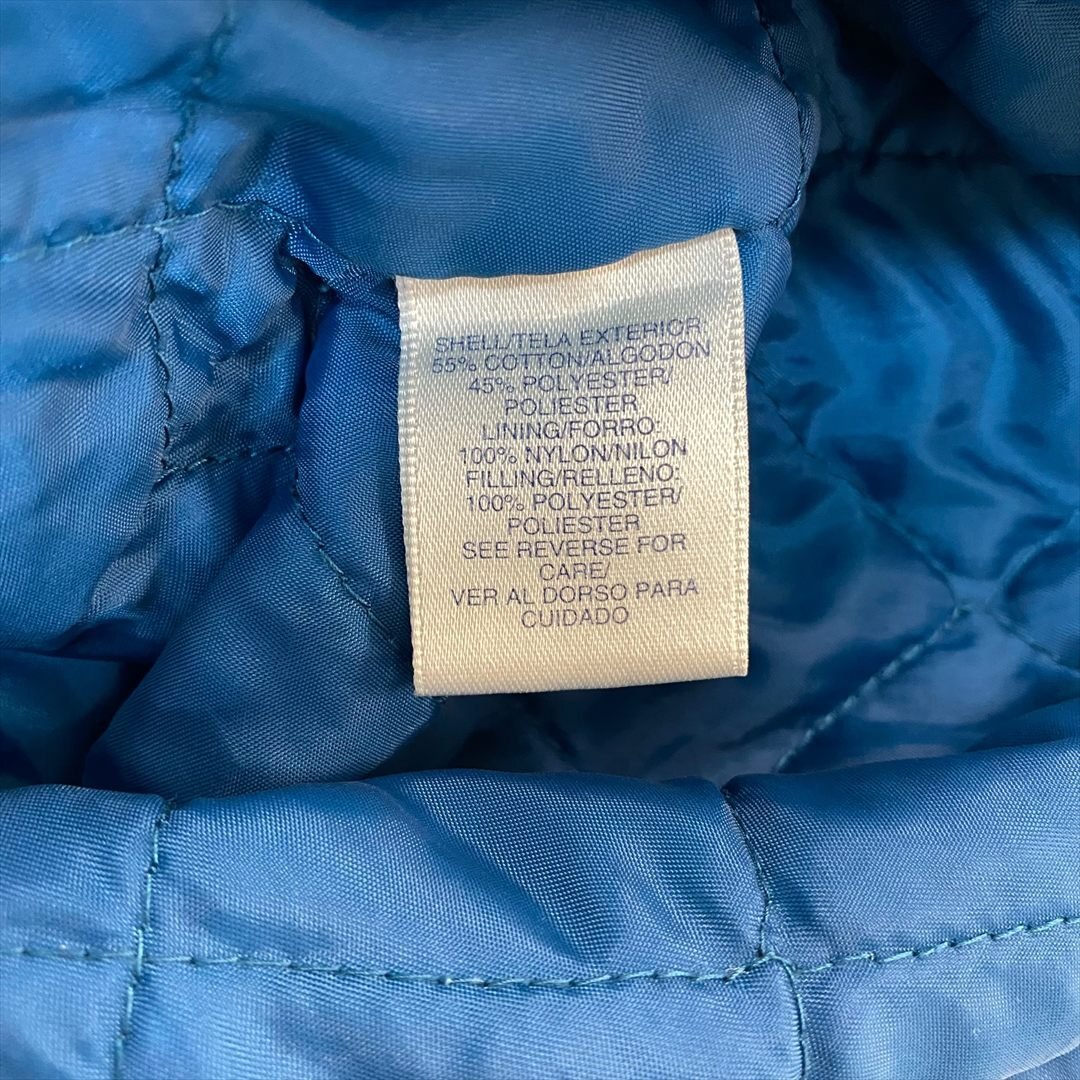 SHELL/TELA EXTERIOR:
55% COTTON/ALGODON
45% POLYESTER/
POLIESTER
LINING/FORRO:
100% NYLON/NILON
FILLING/RELLENO:
100% POLYESTER/
POLIESTER
SEE REVERSE FOR
CARE/
VER AL DORSO PARA
CUIDADO